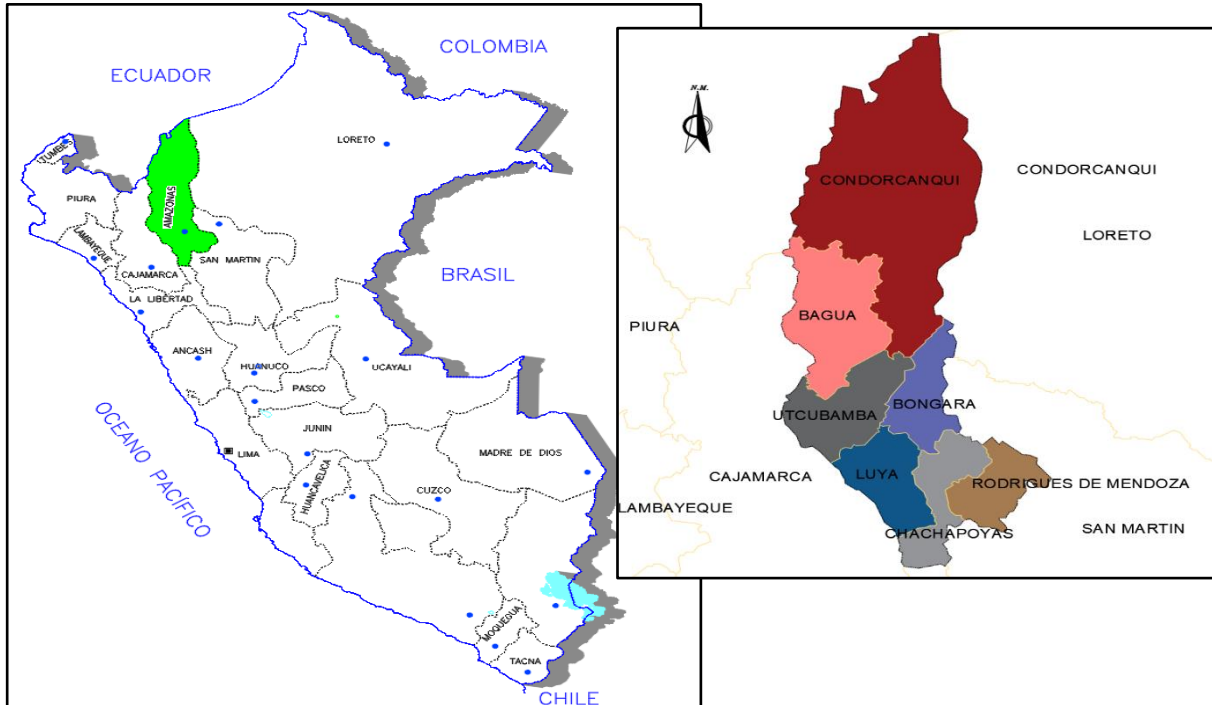 COLOMBIA
ECUADOR
LORETO
TUMBES
PIURA
AMAZONAS
LAMBAYEQUE
SAN MARTIN
CAJAMARCA
BRASIL
LA LIBERTAD
ANCASH
HUANUCO
UCAYALI
PASCO
OCEANO PACÍFICO
JUNIN
LIMA
MADRE DE DIOS
HUANCAVELICA
CUZCO
MOQUEGUA
TACNA
CHILE
N.M.
CONDORCANQUI
CONDORCANQUI
LORETO
BAGUA
PIURA
UTCUBAMBA
BONGARA
CAJAMARCA
LUYA
RODRIGUES DE MENDOZA
LAMBAYEQUE
CHACHAPOYAS
SAN MARTIN